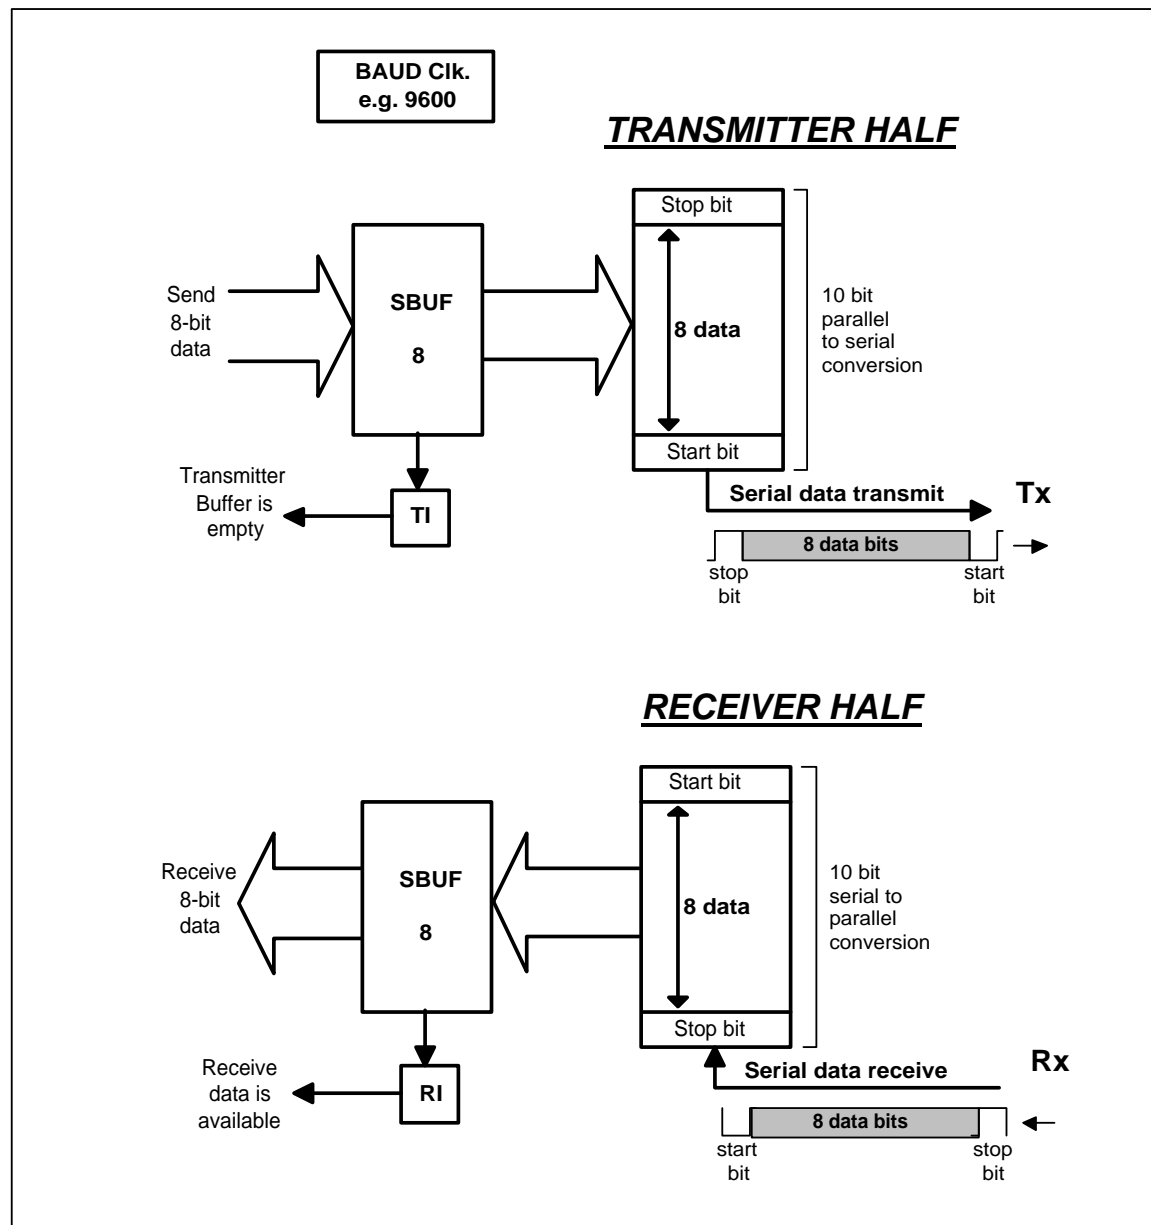 BAUD Clk.
e.g. 9600
TRANSMITTER HALF
Stop bit
Send
8-bit
data
SBUF
8
8 data
10 bit
parallel
to serial
conversion
Start bit
Transmitter
Buffer is
empty
TI
Serial data transmit
Tx
8 data bits
stop
bit
start
bit
RECEIVER HALF
Start bit
Receive
8-bit
data
SBUF
8
8 data
10 bit
serial to
parallel
conversion
Stop bit
Receive
data is
available
RI
Serial data receive
Rx
8 data bits
start
bit
stop
bit